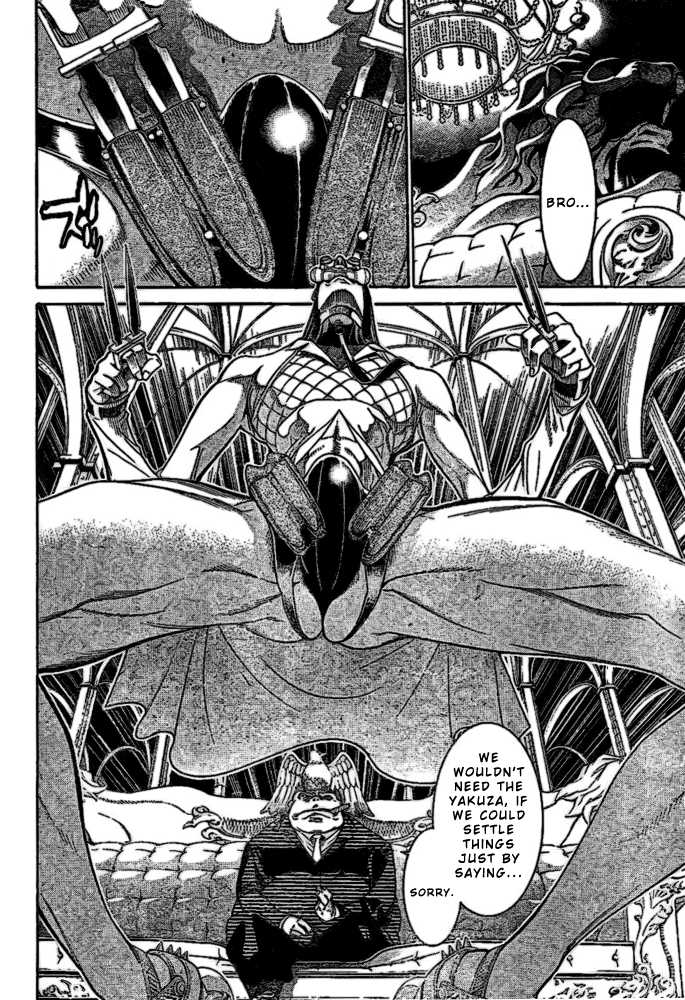 BRO...
WE
WOULDN'T
NEED THE
YAKUZA, IF
WE COULD
SETTLE
THINGS
JUST BY
SAYING...
SORRY.